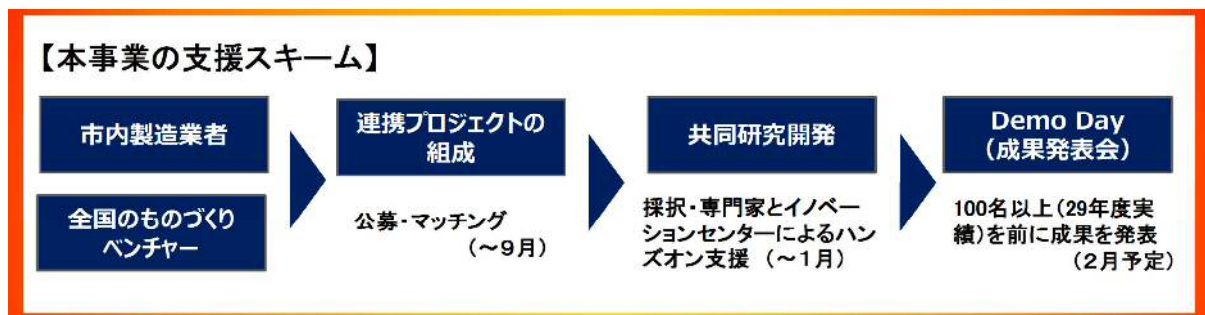 【本事業の支援スキーム】
市内製造業者
全国のものづくり
ベンチャー
連携プロジェクトの
組成
公募・マッチング
(～9月)
共同研究開発
採択・専門家とイノベー
ションセンターによるハン
ズオン支援 (～1月)
Demo Day
(成果発表会)
100名以上(29年度実
績)を前に成果を発表
(2月予定)